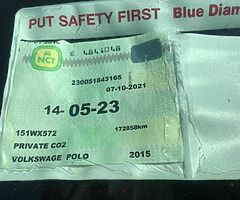 PUT SAFETY FIRST Blue Diam
E 4841048
NCT
230051843165
07-10-2021
14-05-23
151WX572
172858km
PRIVATE CO2
VOLKSWAGE POLO 2015